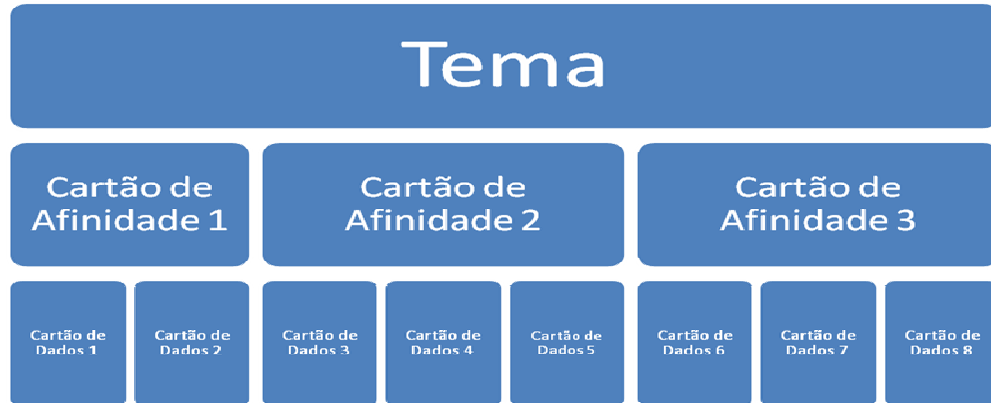 Tema
Cartão de
Afinidade 1
Cartão de
Afinidade 2
Cartão de
Afinidade 3
Cartão de
Dados 1
Cartão de
Dados 2
Cartão de
Dados 3
Cartão de
Dados 4
Cartão de
Dados 5
Cartão de
Dados 6
Cartão de
Dados 7
Cartão de
Dados 8